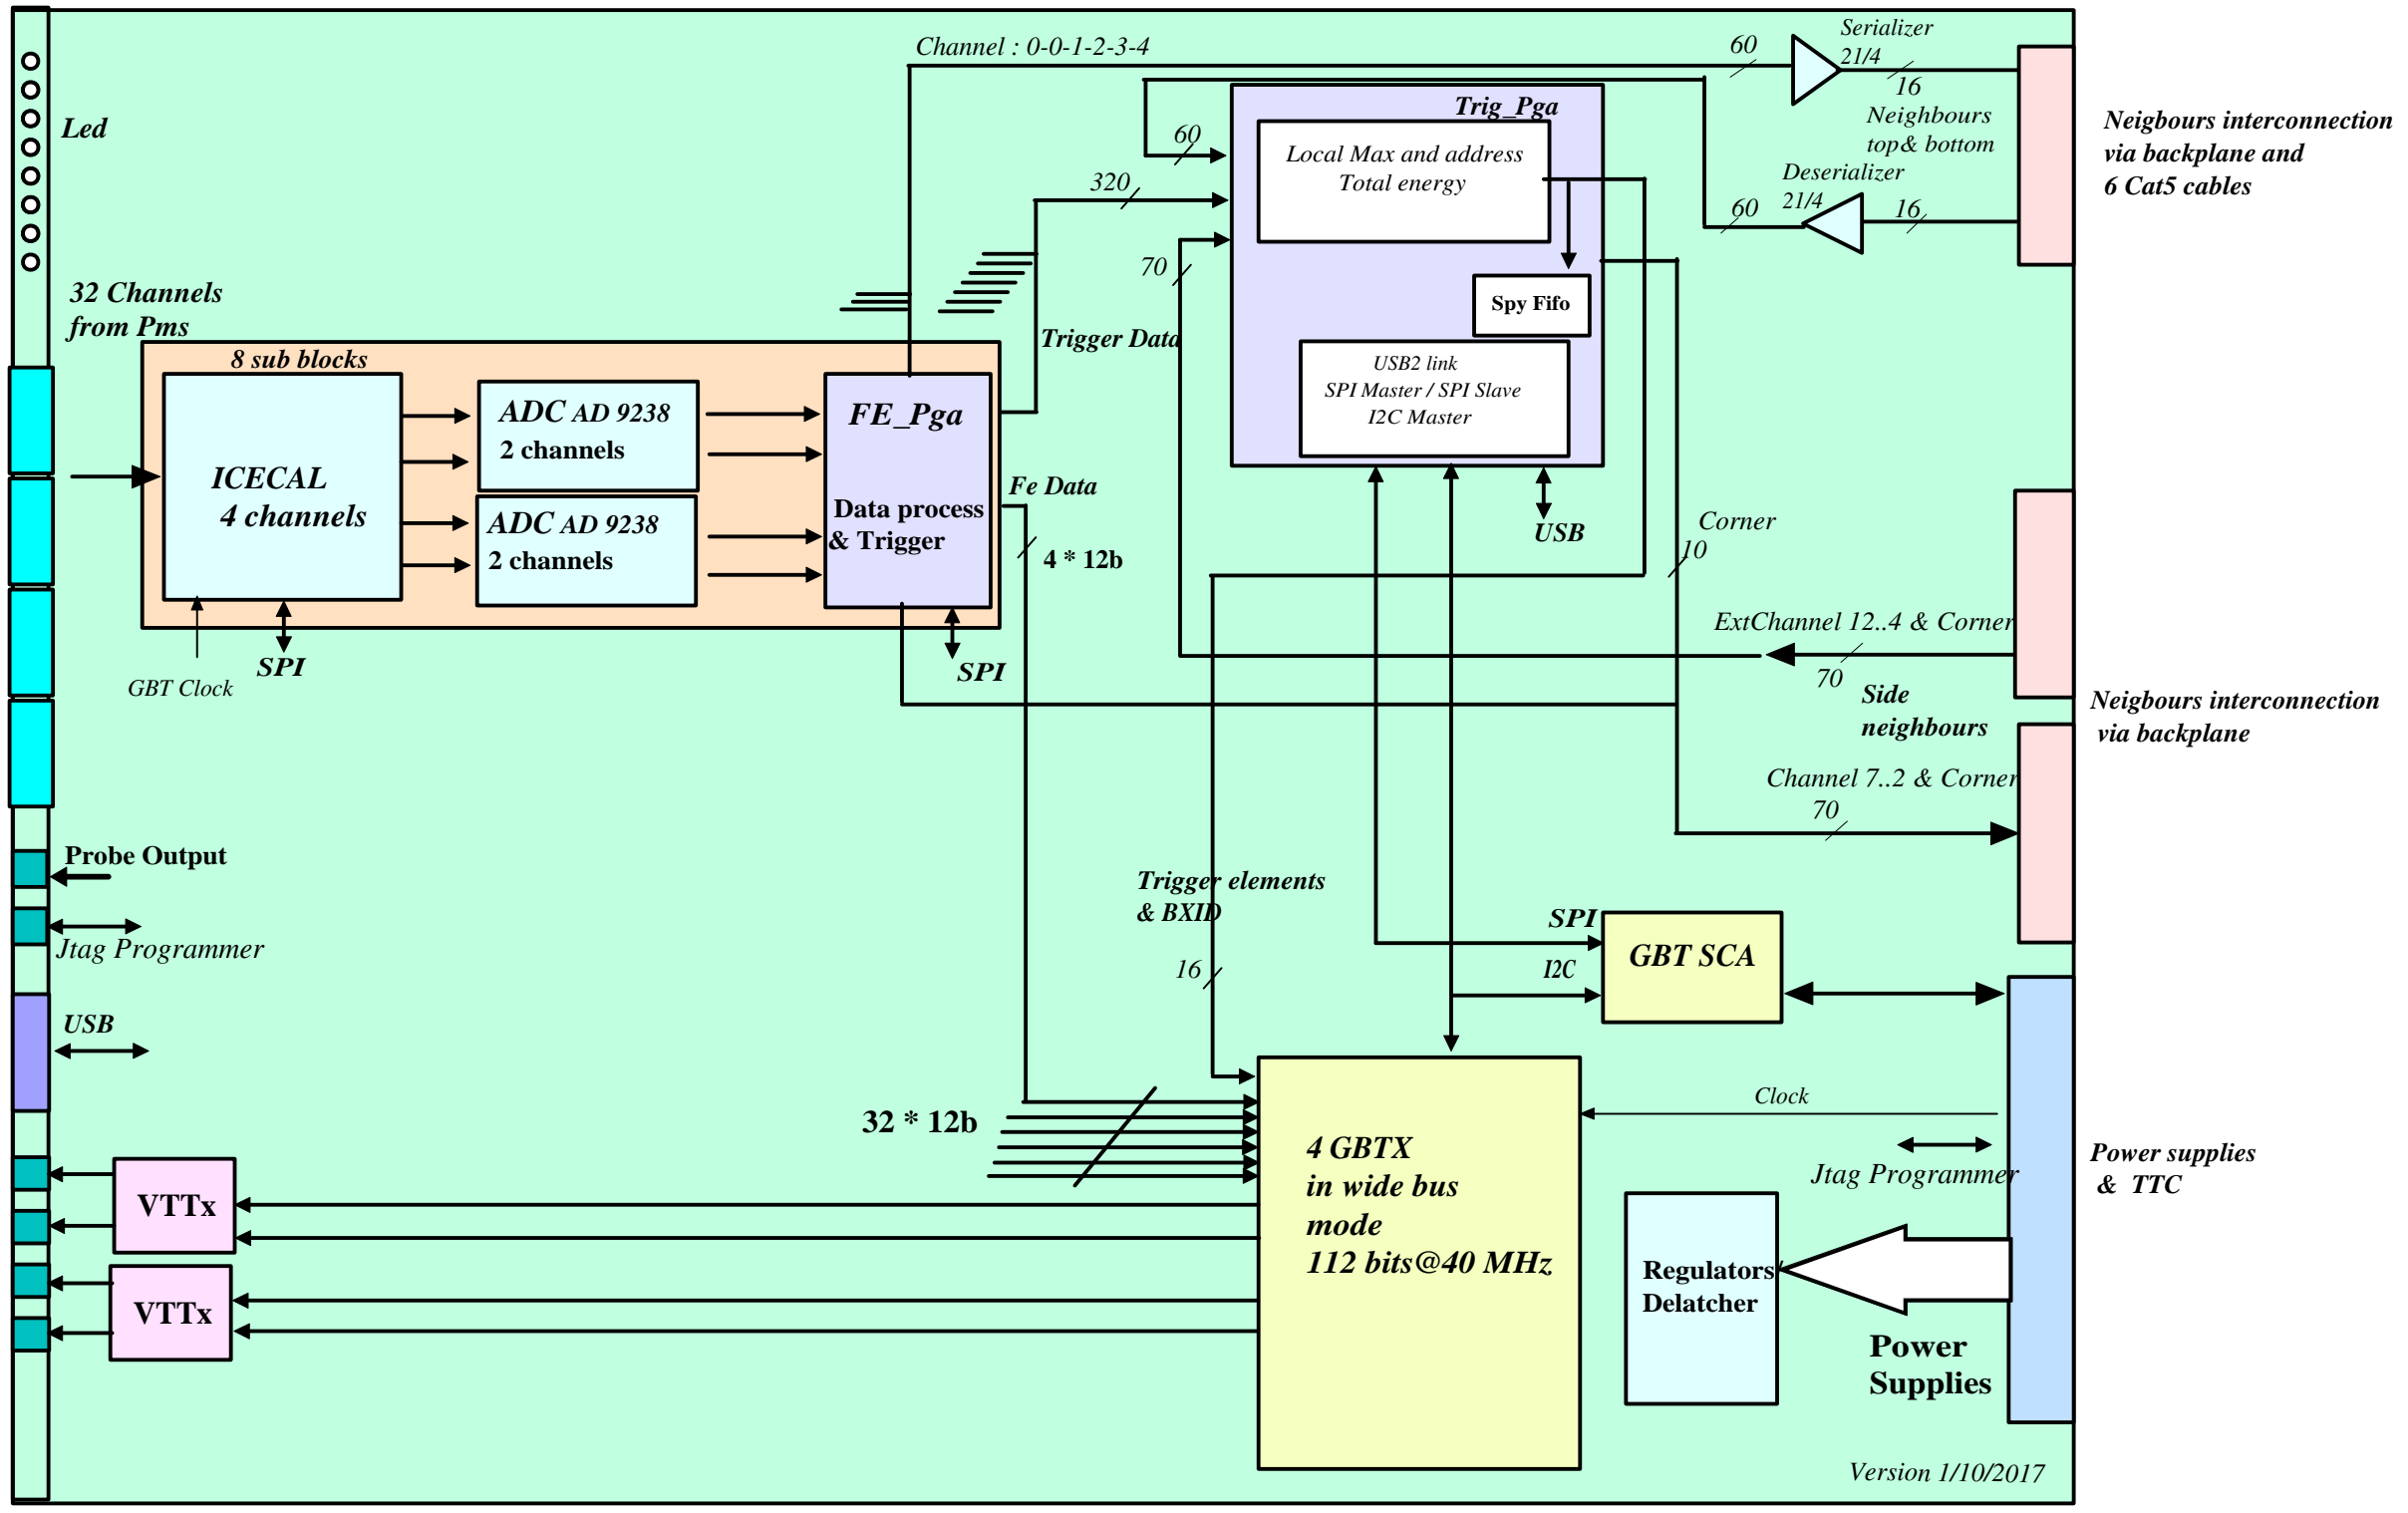 Channel : 0-0-1-2-3-4
60
Serializer
21/4
16
Neighbours
top& bottom
Deserializer
21/4
60
16
Neigbours interconnection
via backplane and
6 Cat5 cables
Led
32 Channels
from Pms
8 sub blocks
ICECAL
4 channels
ADC AD 9238
2 channels
ADC AD 9238
2 channels
FE_Pga
Data process
& Trigger
GBT Clock
SPI
SPI
60
320
70
Trigger Data
Fe Data
4 * 12b
Trig_Pga
Local Max and address
Total energy
Spy Fifo
USB2 link
SPI Master / SPI Slave
I2C Master
USB
Corner
10
ExtChannel 12..4 & Corner
70
Side
neighbours
Neigbours interconnection
via backplane
Channel 7..2 & Corner
70
Probe Output
Jtag Programmer
USB
Trigger elements
& BXID
16
SPI
I2C
GBT SCA
32 * 12b
4 GBTX
in wide bus
mode
112 bits@40 MHz
Clock
Jtag Programmer
Power supplies
& TTC
VTTx
VTTx
Regulators
Delatcher
Power
Supplies
Version 1/10/2017